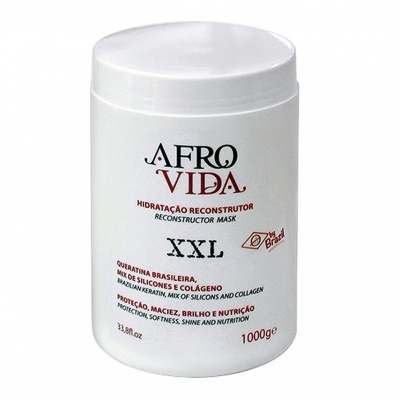 AFRO
VIDA
HIDRATAÇÃO RECONSTRUTOR
RECONSTRUCTOR MASK
by
Brazil
XXL
QUERATINA BRASILEIRA,
MIX DE SILICONES E COLÁGENO
BRAZILIAN KERATIN, MIX OF SILICONS AND COLLAGEN
PROTEÇÃO, MACIEZ, BRILHO E NUTRIÇÃO
PROTECTION, SOFTNESS, SHINE AND NUTRITION
33,8fl.oz 1000g℮